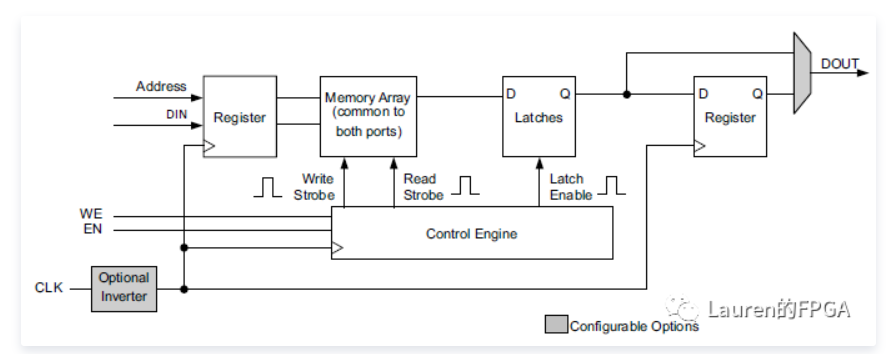 Address
DIN
Register
Memory Array
(common to
both ports)
D Q
Latches
D Q
Register
DOUT
Write
Strobe
Read
Strobe
Latch
Enable
WE
EN
Control Engine
CLK
Optional
Inverter
Lauren的FPGA
Configurable Options